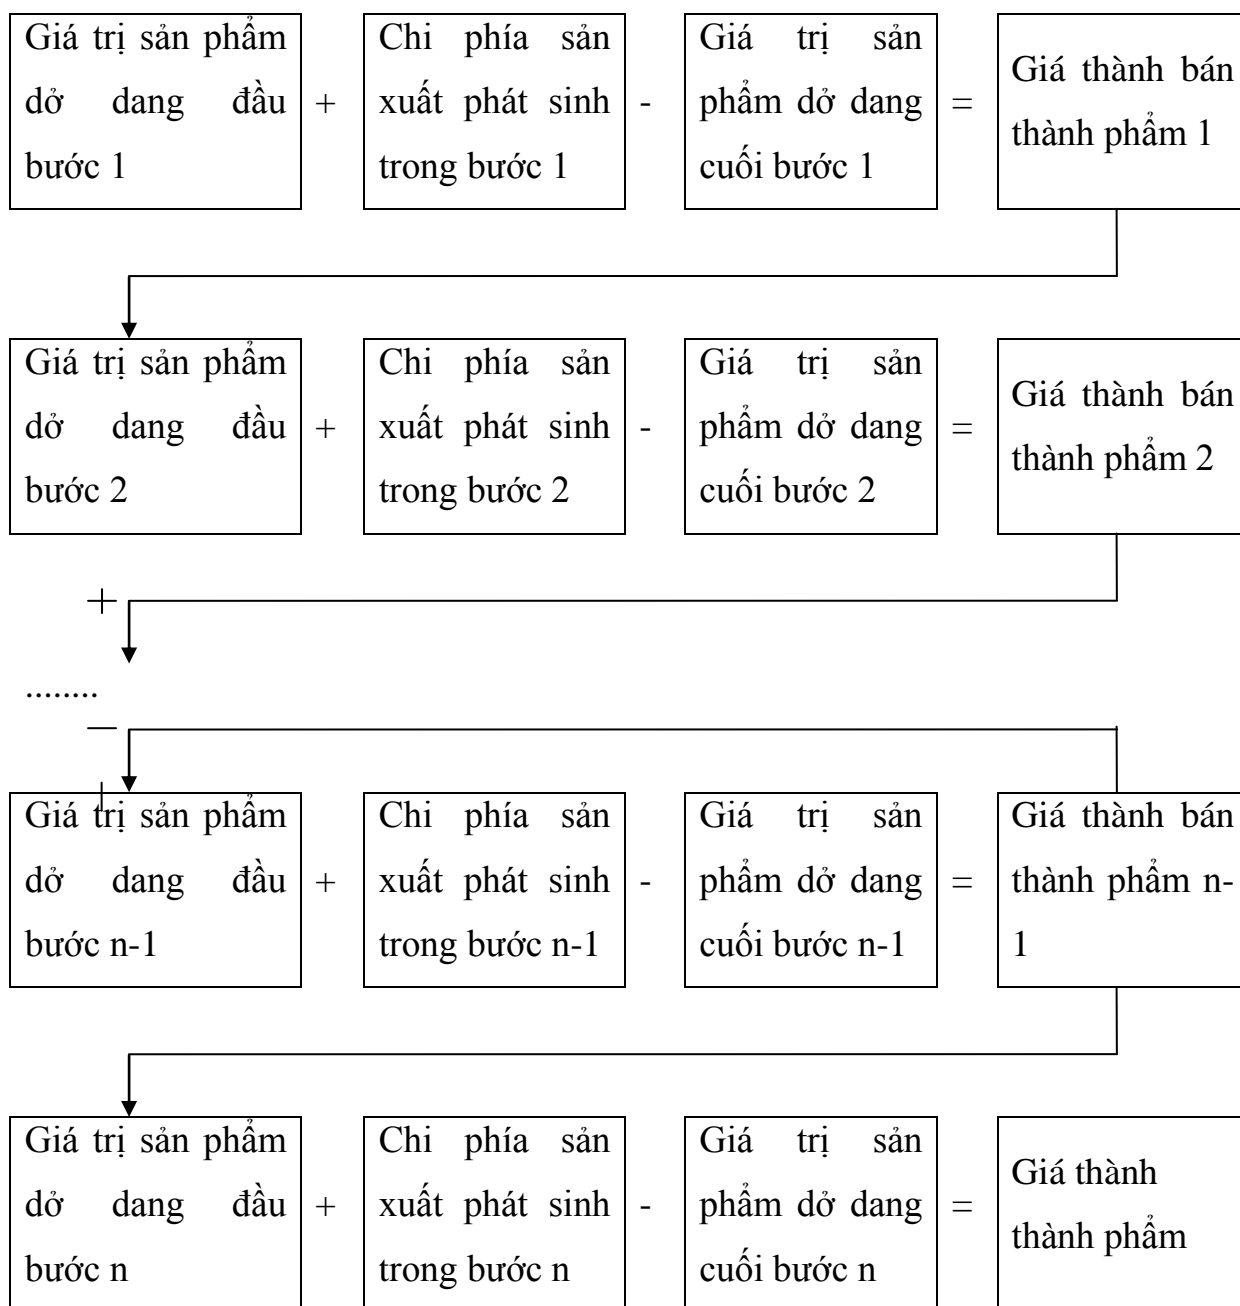 Giá trị sản phẩm
dở dang đầu
bước 1
+
Chi phía sản
xuất phát sinh
trong bước 1
-
Giá trị sản
phẩm dở dang
cuối bước 1
=
Giá thành bán
thành phẩm 1
Giá trị sản phẩm
dở dang đầu
bước 2
+
Chi phía sản
xuất phát sinh
trong bước 2
-
Giá trị sản
phẩm dở dang
cuối bước 2
=
Giá thành bán
thành phẩm 2
+
........
Giá trị sản phẩm
dở dang đầu
bước n-1
+
Chi phía sản
xuất phát sinh
trong bước n-1
-
Giá trị sản
phẩm dở dang
cuối bước n-1
=
Giá thành bán
thành phẩm n-
1
Giá trị sản phẩm
dở dang đầu
bước n
+
Chi phía sản
xuất phát sinh
trong bước n
-
Giá trị sản
phẩm dở dang
cuối bước n
=
Giá thành
thành phẩm